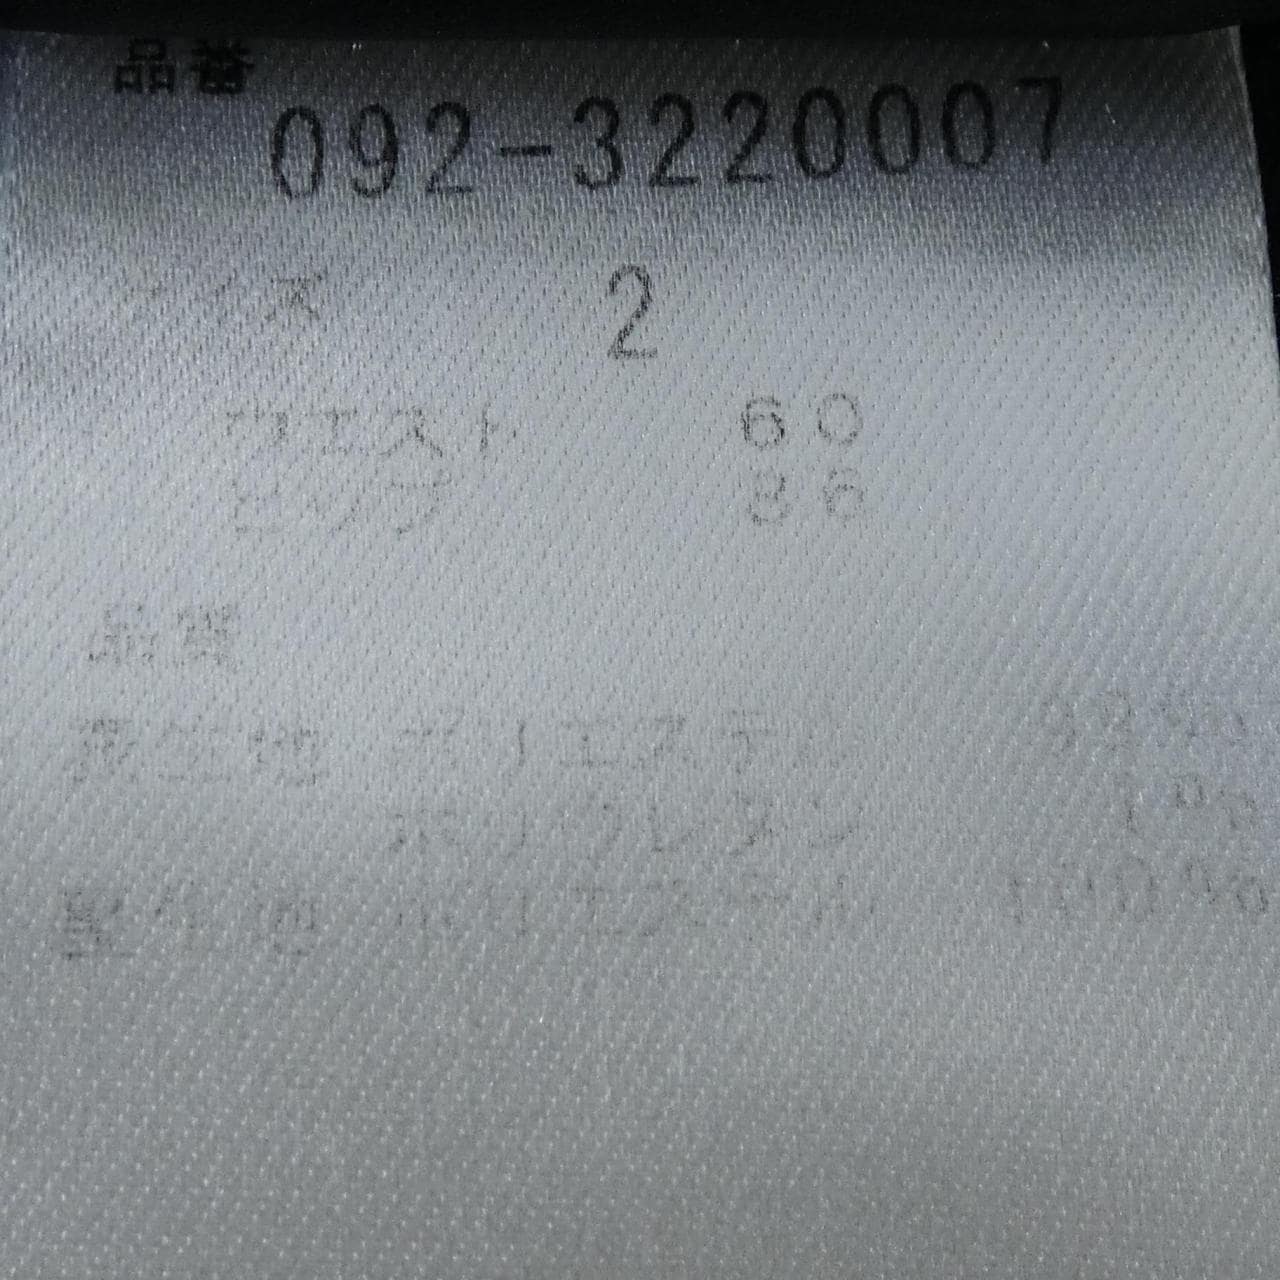 品番
092-3220007
サイズ 2
ウエスト 60
ヒップ 86
品質
表生地 ポリエステル 99%
ポリウレタン 1%
裏生地 ポリエステル 100%